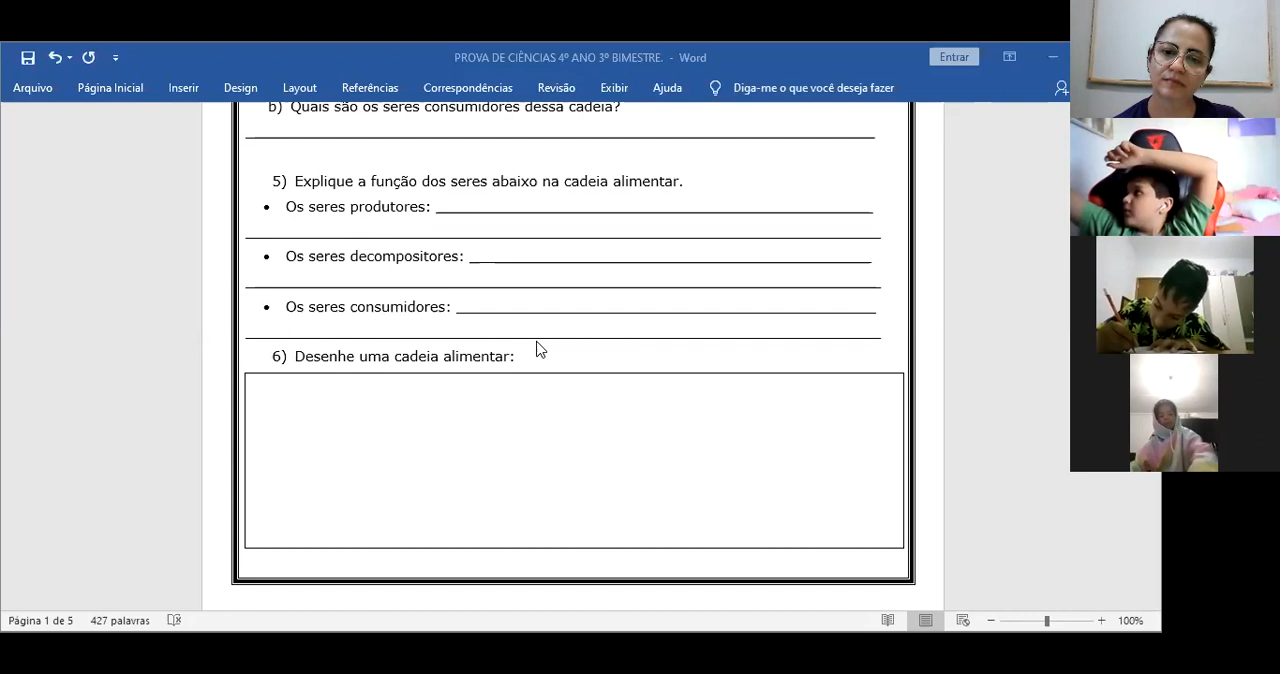 PROVA DE CIÊNCIAS 4º ANO 3º BIMESTRE. - Word
Entrar
Arquivo Página Inicial Inserir Design Layout Referências Correspondências Revisão Exibir Ajuda Diga-me o que você deseja fazer
b) Quais são os seres consumidores dessa cadeia?
5) Explique a função dos seres abaixo na cadeia alimentar.
• Os seres produtores:
• Os seres decompositores:
• Os seres consumidores:
6) Desenhe uma cadeia alimentar:
Página 1 de 5 427 palavras 100%